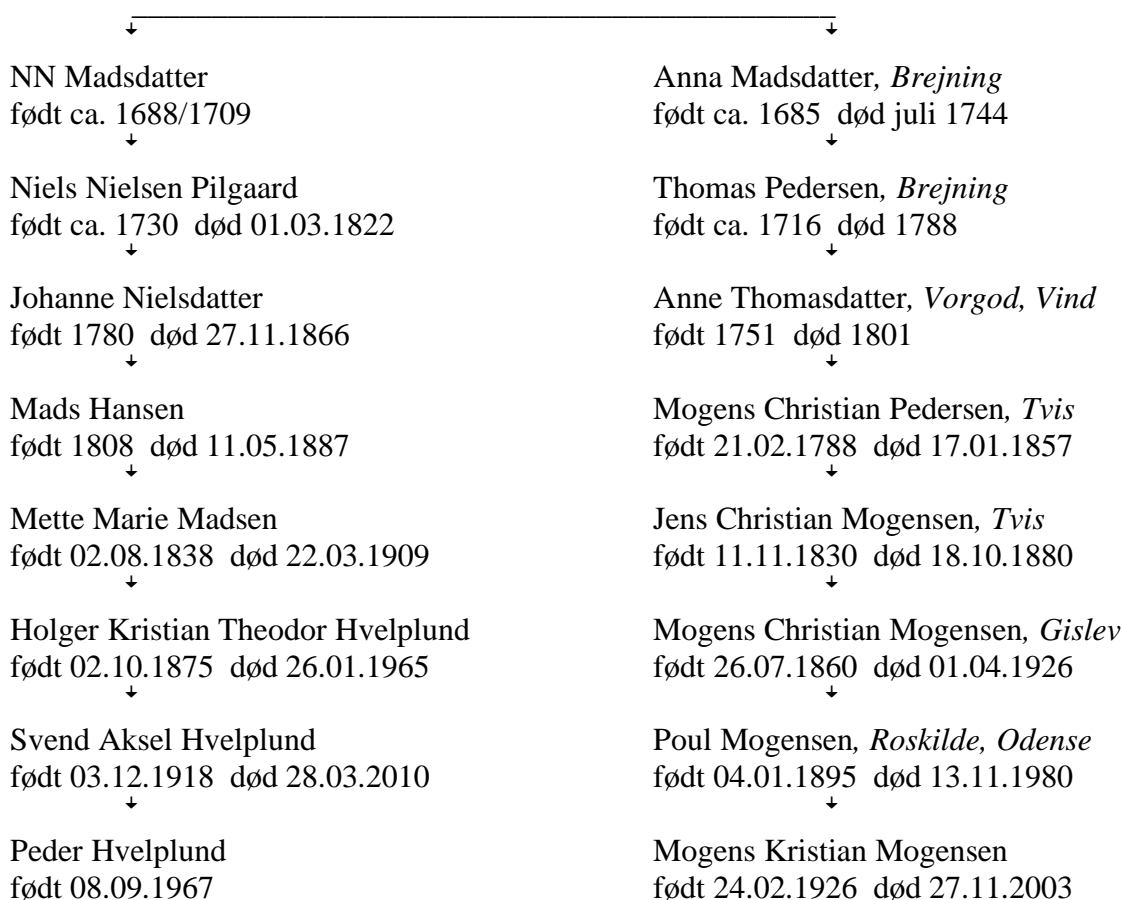 NN Madsdatter
født ca. 1688/1709
Niels Nielsen Pilgaard
født ca. 1730 død 01.03.1822
Johanne Nielsdatter
født 1780 død 27.11.1866
Mads Hansen
født 1808 død 11.05.1887
Mette Marie Madsen
født 02.08.1838 død 22.03.1909
Holger Kristian Theodor Hvelplund
født 02.10.1875 død 26.01.1965
Svend Aksel Hvelplund
født 03.12.1918 død 28.03.2010
Peder Hvelplund
født 08.09.1967
Anna Madsdatter, Brejning
født ca. 1685 død juli 1744
Thomas Pedersen, Brejning
født ca. 1716 død 1788
Anne Thomasdatter, Vorgod, Vind
født 1751 død 1801
Mogens Christian Pedersen, Tvis
født 21.02.1788 død 17.01.1857
Jens Christian Mogensen, Tvis
født 11.11.1830 død 18.10.1880
Mogens Christian Mogensen, Gislev
født 26.07.1860 død 01.04.1926
Poul Mogensen, Roskilde, Odense
født 04.01.1895 død 13.11.1980
Mogens Kristian Mogensen
født 24.02.1926 død 27.11.2003